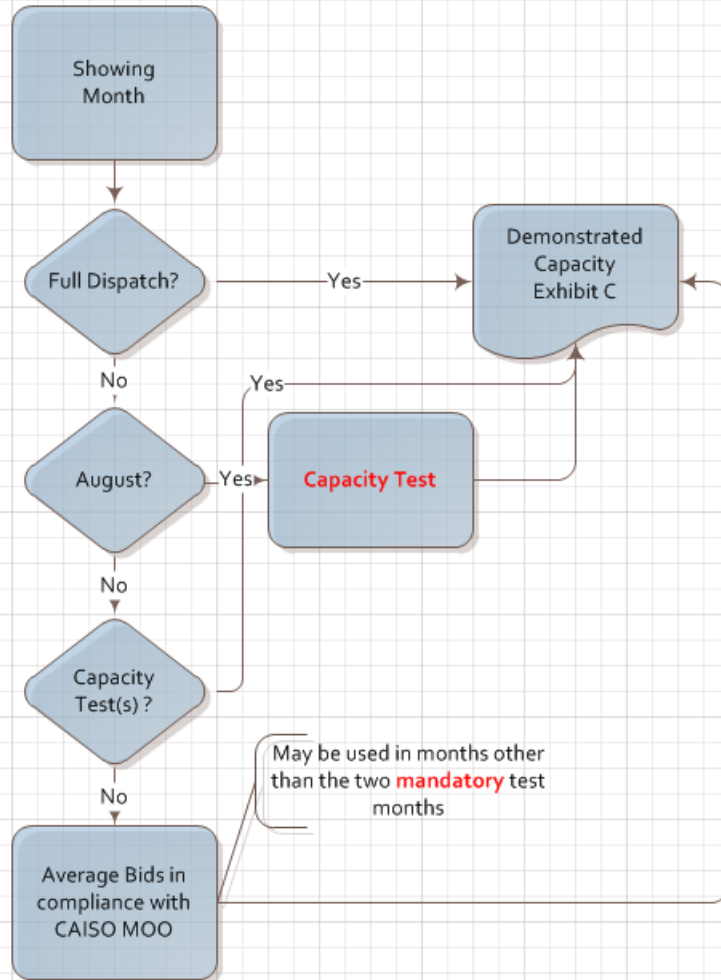 Showing
Month
Full Dispatch?
Yes
Demonstrated
Capacity
Exhibit C
No
Yes
August?
Yes
Capacity Test
No
Capacity
Test(s) ?
May be used in months other
than the two mandatory test
months
No
Average Bids in
compliance with
CAISO MOO